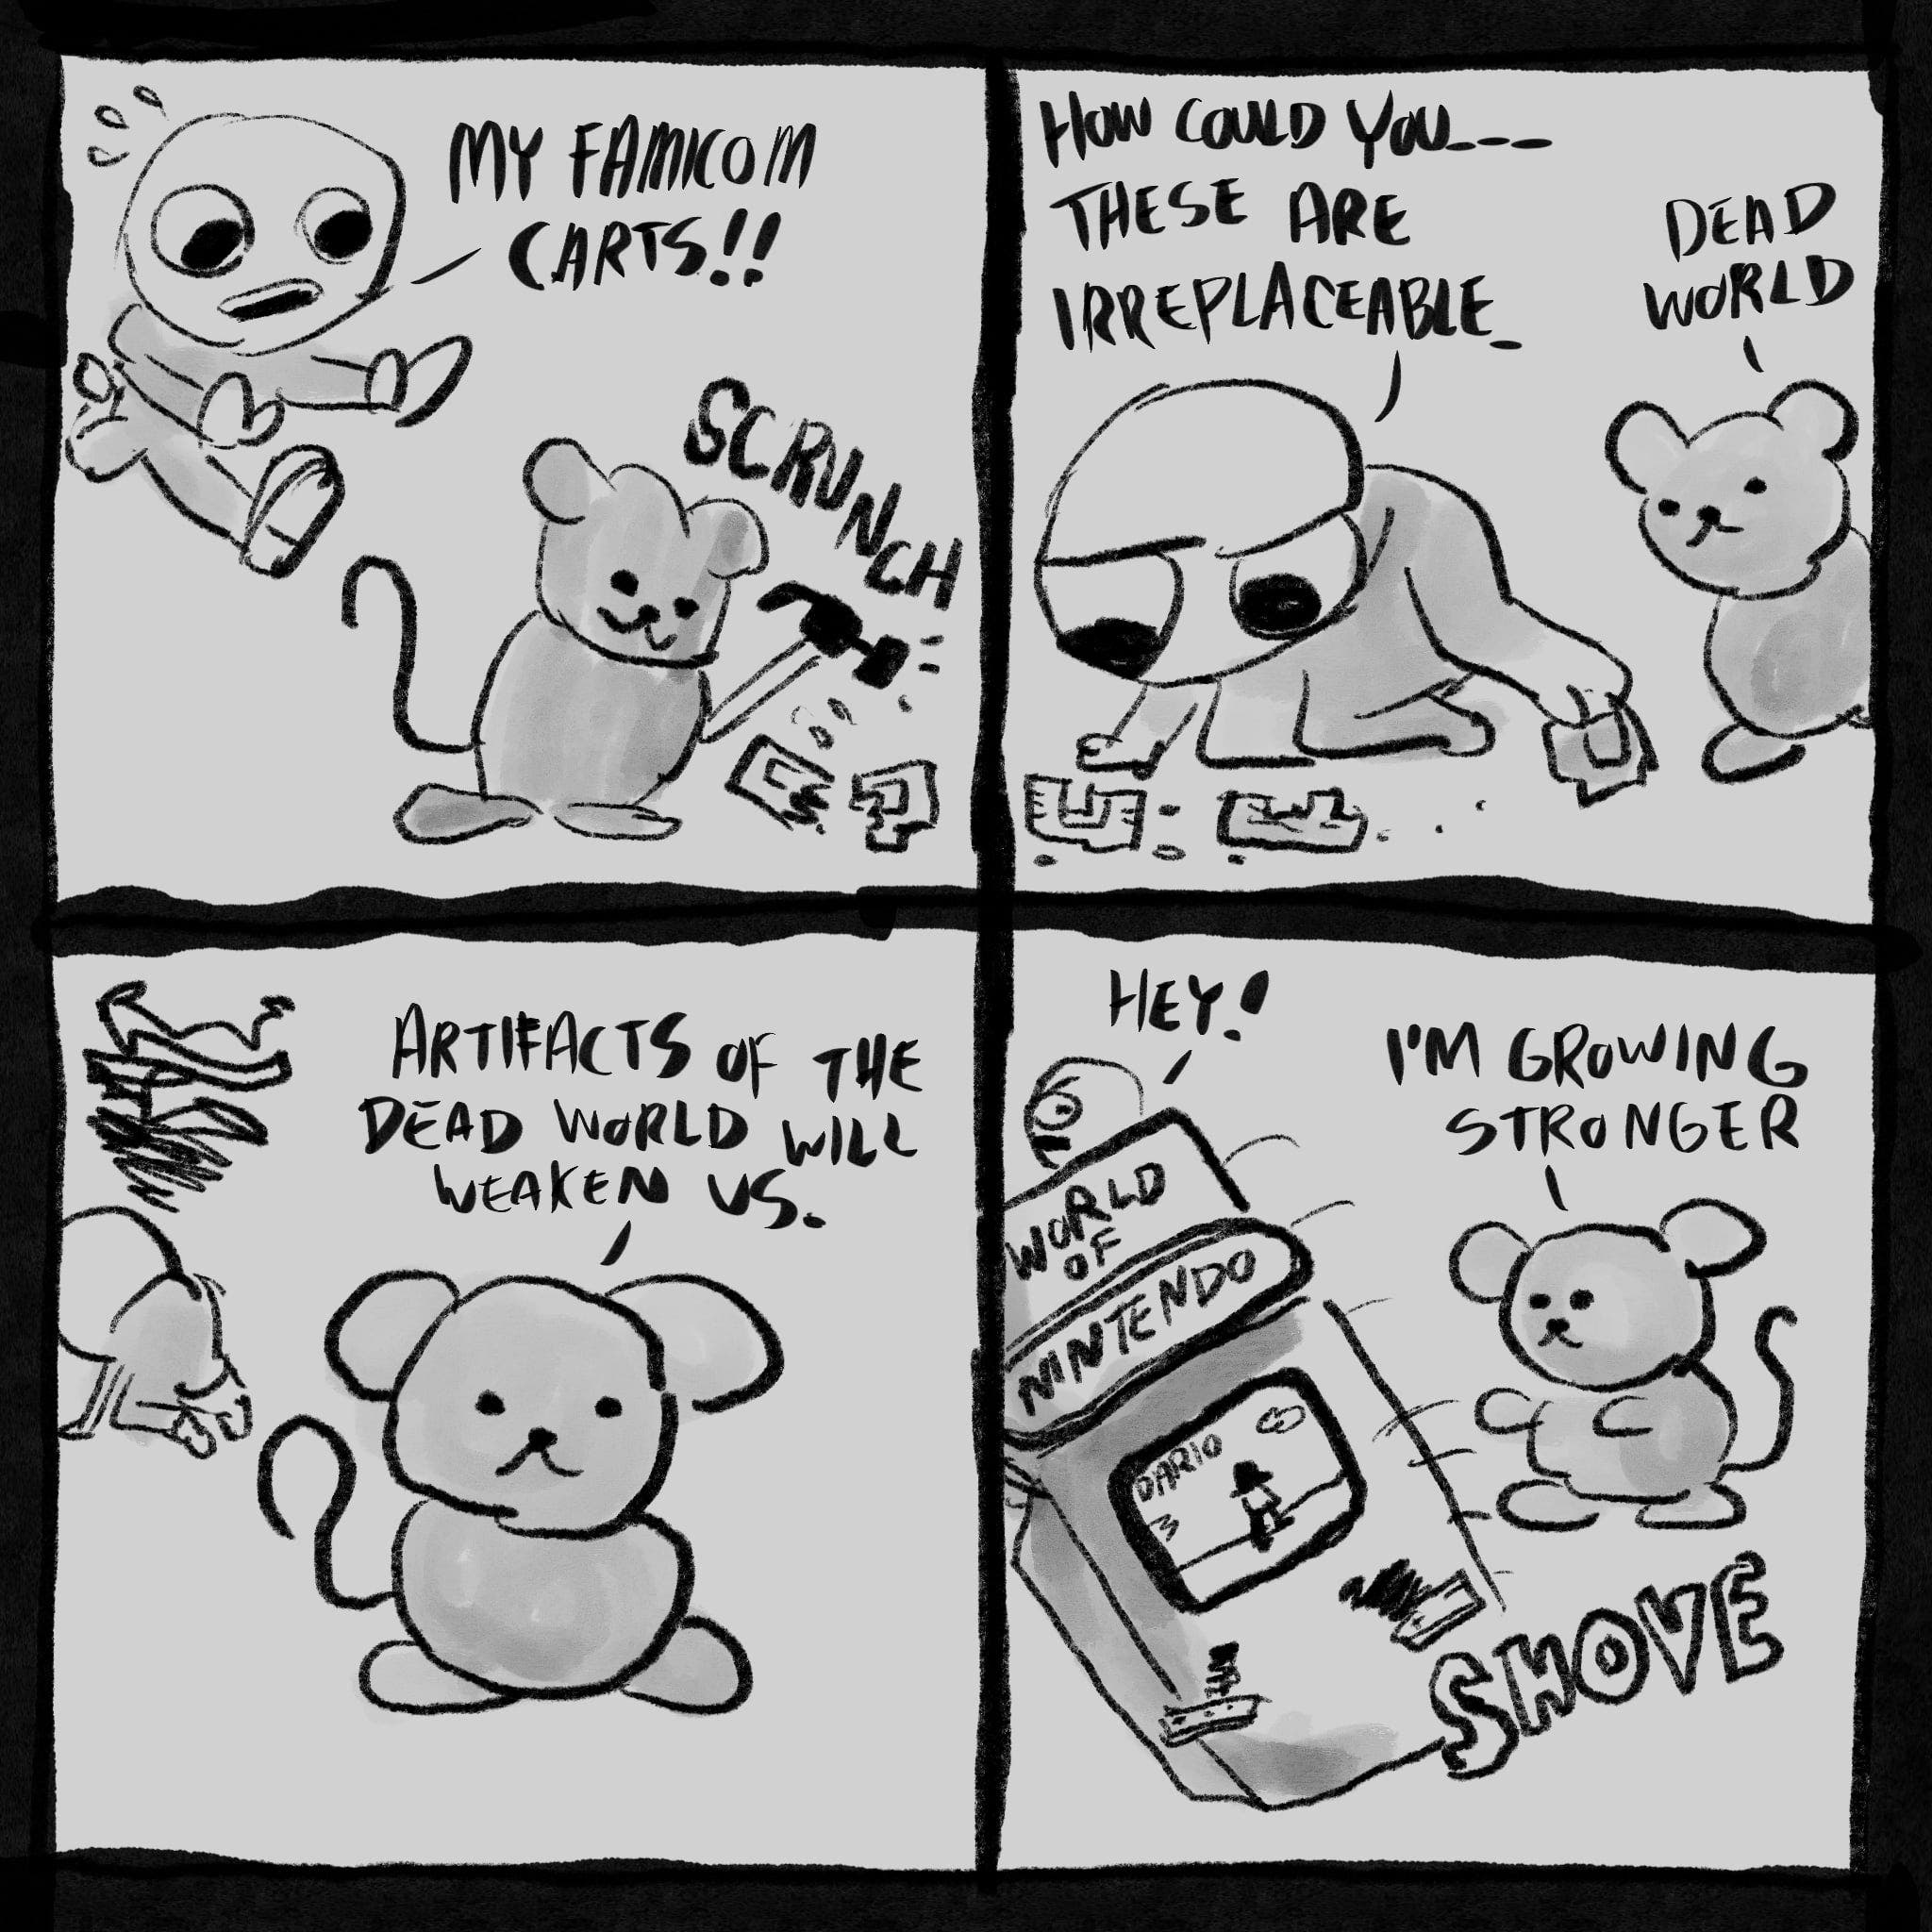 MY FAMICOM
CARTS!!
SCRUNCH
HOW COULD YOU---
THESE ARE
IRREPLACEABLE_
DEAD
WORLD
ARTIFACTS OF THE
DEAD WORLD WILL
WEAKEN US.
HEY!
I'M GROWING
STRONGER
WORLD
OF
NINTENDO
DARIO
3
SHOVE